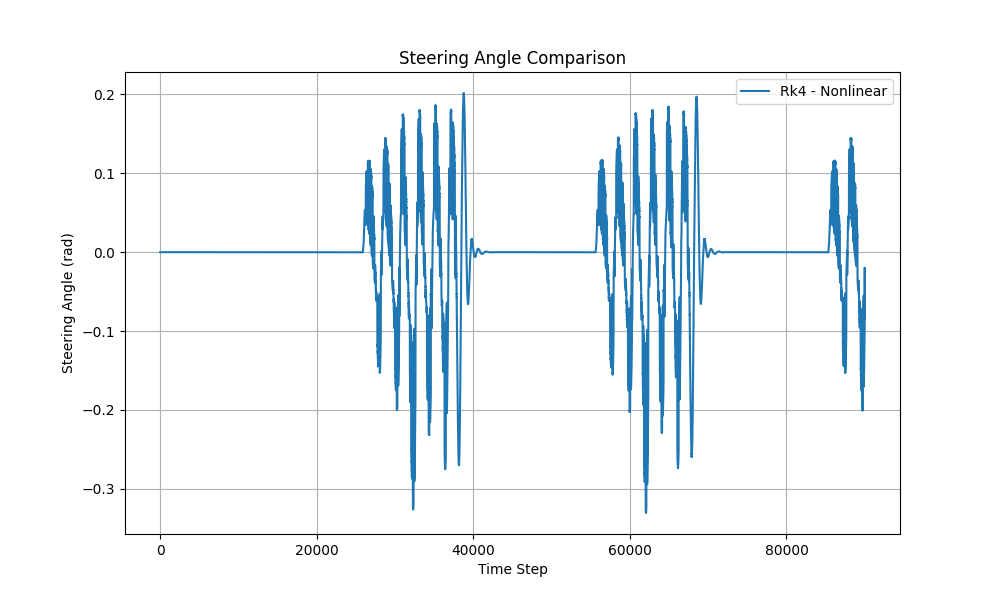 Steering Angle Comparison
Rk4 - Nonlinear
Steering Angle (rad)
0.2
0.1
0.0
−0.1
−0.2
−0.3
0 20000 40000 60000 80000
Time Step